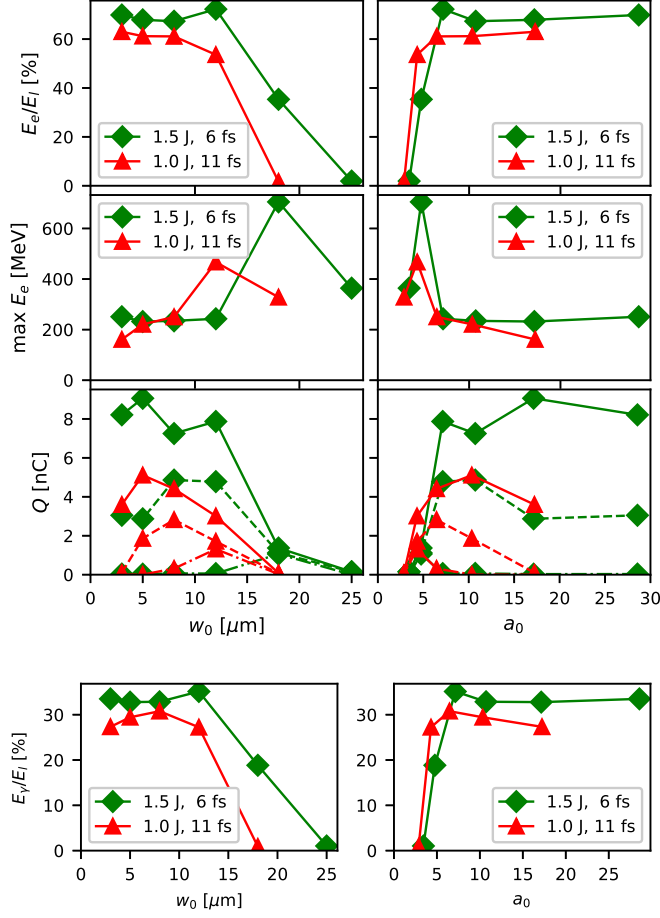 E_e/E_l [%]
60
40
20
0
1.5 J, 6 fs
1.0 J, 11 fs
1.5 J, 6 fs
1.0 J, 11 fs
max E_e [MeV]
600
400
200
0
1.5 J, 6 fs
1.0 J, 11 fs
1.5 J, 6 fs
1.0 J, 11 fs
Q [nC]
8
6
4
2
0
0 5 10 15 20 25
0 5 10 15 20 25 30
w_0 [μm]
a_0
E_γ/E_l [%]
30
20
10
0
1.5 J, 6 fs
1.0 J, 11 fs
1.5 J, 6 fs
1.0 J, 11 fs
30
20
10
0
0 5 10 15 20 25
0 5 10 15 20 25
w_0 [μm]
a_0